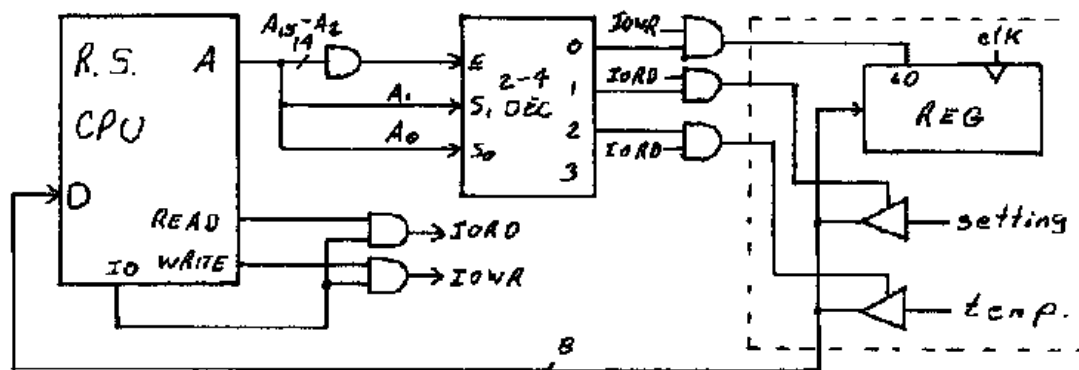 R. S.
CPU
A
D
READ
WRITE
IO
A15-A2
14
A1
A0
E
S1
S0
2-4
DEC
0
1
2
3
IOWR
IORD
IORD
IORD
IOWR
clk
LD
REG
setting
temp.
8